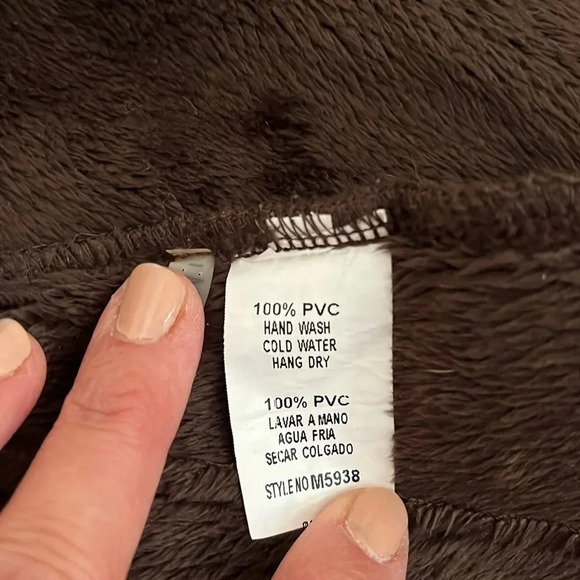 100% PVC
HAND WASH
COLD WATER
HANG DRY
100% PVC
LAVAR A MANO
AGUA FRIA
SECAR COLGADO
STYLE NO M5938